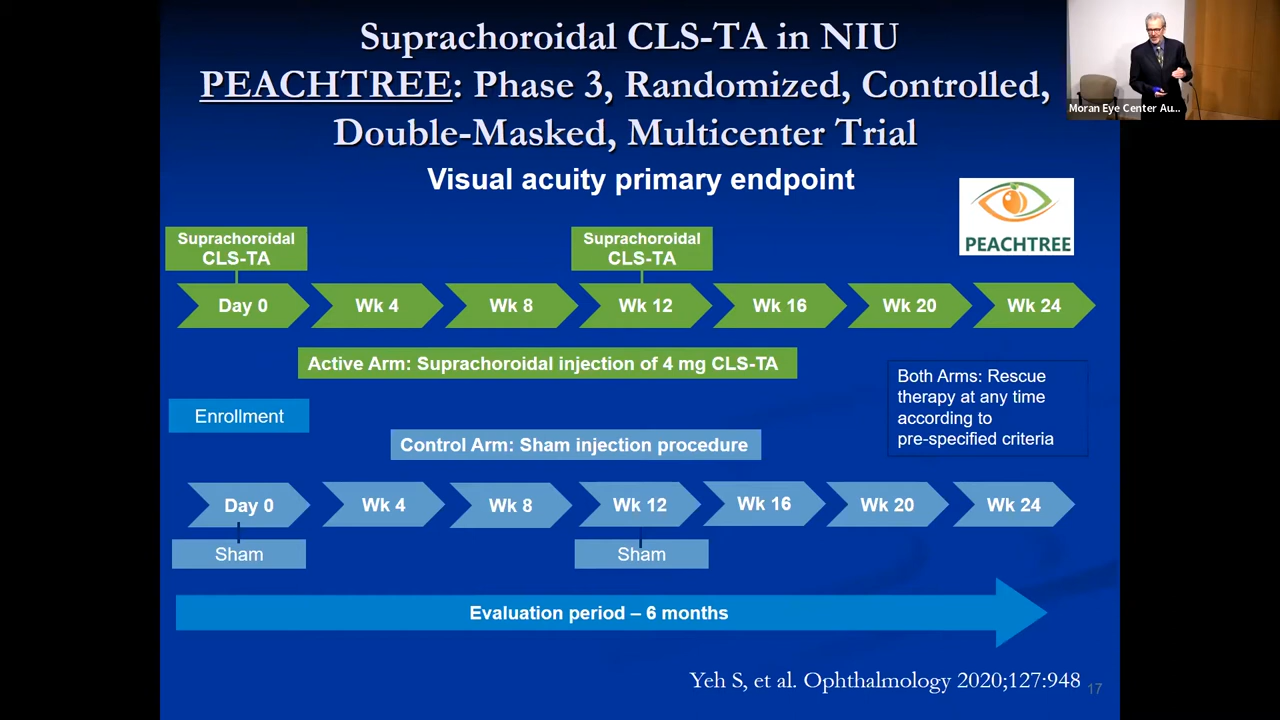 Suprachoroidal CLS-TA in NIU
PEACHTREE: Phase 3, Randomized, Controlled,
Double-Masked, Multicenter Trial
Moran Eye Center Au...
Visual acuity primary endpoint
PEACHTREE
Suprachoroidal
CLS-TA
Suprachoroidal
CLS-TA
Day 0
Wk 4
Wk 8
Wk 12
Wk 16
Wk 20
Wk 24
Active Arm: Suprachoroidal injection of 4 mg CLS-TA
Both Arms: Rescue
therapy at any time
according to
pre-specified criteria
Enrollment
Control Arm: Sham injection procedure
Day 0
Wk 4
Wk 8
Wk 12
Wk 16
Wk 20
Wk 24
Sham
Sham
Evaluation period – 6 months
Yeh S, et al. Ophthalmology 2020;127:948
17